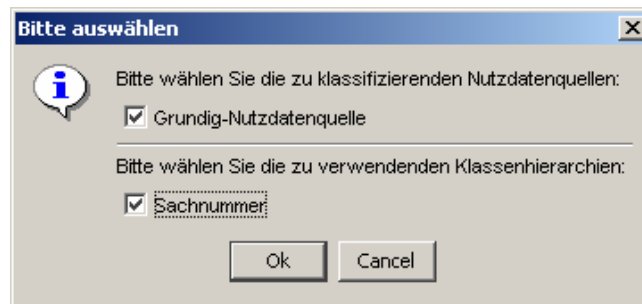 Bitte auswählen
Bitte wählen Sie die zu klassifizierenden Nutzdatenquellen:
Grundig-Nutzdatenquelle
Bitte wählen Sie die zu verwendenden Klassenhierarchien:
Sachnummer
Ok Cancel